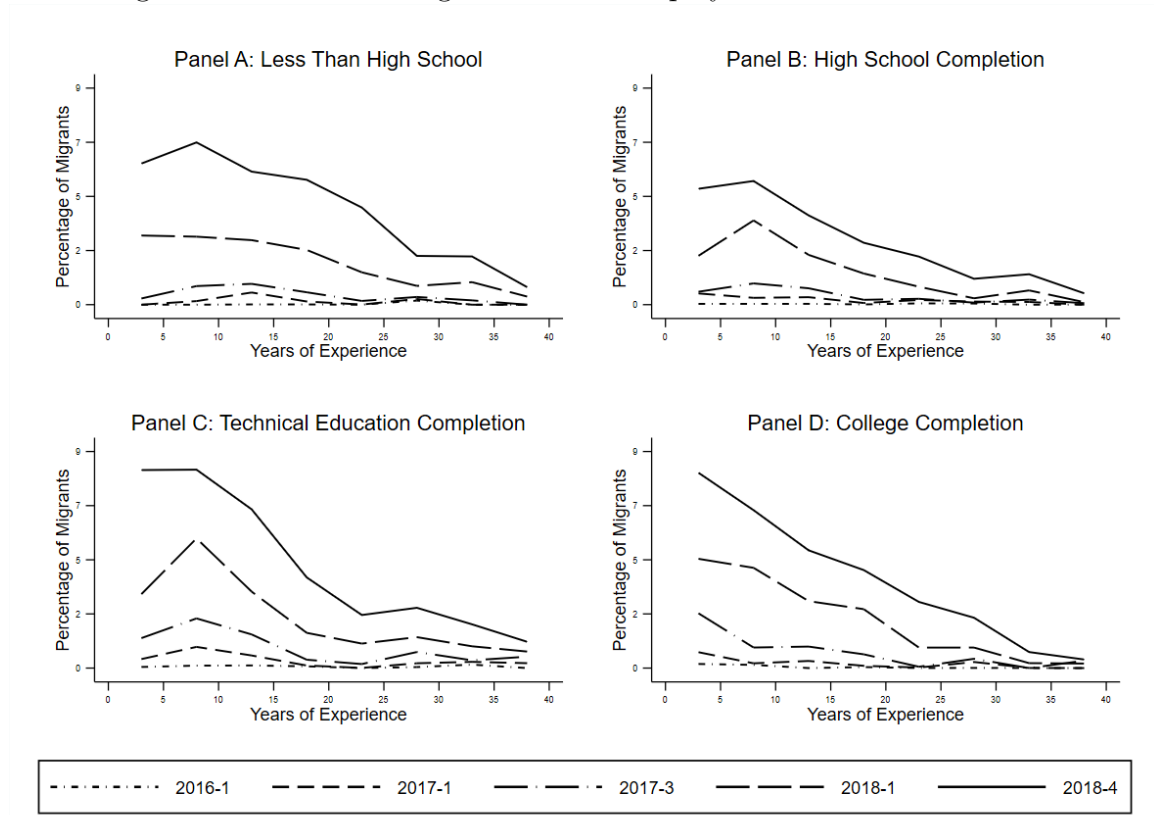 Panel A: Less Than High School
Percentage of Migrants
9
7
5
2
0
0 5 10 15 20 25 30 35 40
Years of Experience
Panel B: High School Completion
Percentage of Migrants
9
7
5
2
0
0 5 10 15 20 25 30 35 40
Years of Experience
Panel C: Technical Education Completion
Percentage of Migrants
9
7
5
2
0
0 5 10 15 20 25 30 35 40
Years of Experience
Panel D: College Completion
Percentage of Migrants
9
7
5
2
0
0 5 10 15 20 25 30 35 40
Years of Experience
2016-1 2017-1 2017-3 2018-1 2018-4